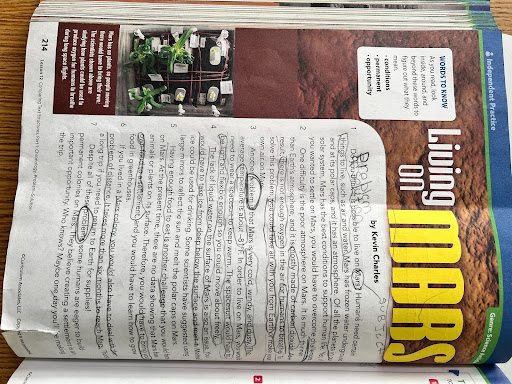 Independent Practice
Genre: Science
WORDS TO KNOW
As you read, look
inside, around, and
beyond these words to
figure out what they
mean.
• conditions
• permanent
• opportunity
Living
on
MARS
SUBJECT
by Kevin Charles
Problem
1 Do you think it is possible to live on Mars? Humans need certain
things to live, such as air and water. Mars has frozen water underground
and at its polar caps, and it has an atmosphere. Of all the planets in our
solar system, Mars has the best conditions to support human life. Yet, if
you wanted to settle on Mars, you would have to overcome challenges.
2 One difficulty is the poor atmosphere on Mars. It is much thinner
than Earth's atmosphere, and it is mostly made of carbon dioxide. As a
result, there is not enough oxygen in the air for humans to breathe. To
solve this problem, you could take air with you from Earth or make your
own air on Mars.
3 Another problem is that Mars is very cold, windy, and dusty. The
average temperature is about −81°F. In order to live on Mars, you would
need to wear a spacesuit to keep warm. The spacesuit would have to
be light and flexible enough so you could move about freely.
4 The lack of liquid water on the surface of Mars is also an issue. You
would have to take ice from deep below the surface and melt it. Melted
ice could be used for drinking. Some scientists have suggested using
large mirrors to reflect the sun and melt the polar caps on Mars.
5 Having enough food to eat is another challenge that you would face
on Mars. At the present time, there are no data showing that Mars has
animals or plants on its surface. Therefore, you would have to bring your
own food to a settlement, and you would have to learn how to grow
food in greenhouses.
6 If you lived in a Mars colony, you would also have to deal with the
problem of distance. It takes more than six months to reach Mars. That's
a long trip if you need to return to Earth for supplies!
7 Despite all of these problems, some humans are eager to build
permanent colonies on Mars. They believe creating a settlement is an
important opportunity. Who knows? Maybe one day you'll be making
the trip.
Mars has no plants, so people moving
there would have to bring their own!
The scientists shown above are
studying how plants could be used to
produce oxygen for humans to breathe
during long space flights.
214 Lesson 12 Comparing Text Structures, Part 1: Chronology, Problem–Solution
©Curriculum Associates, LLC